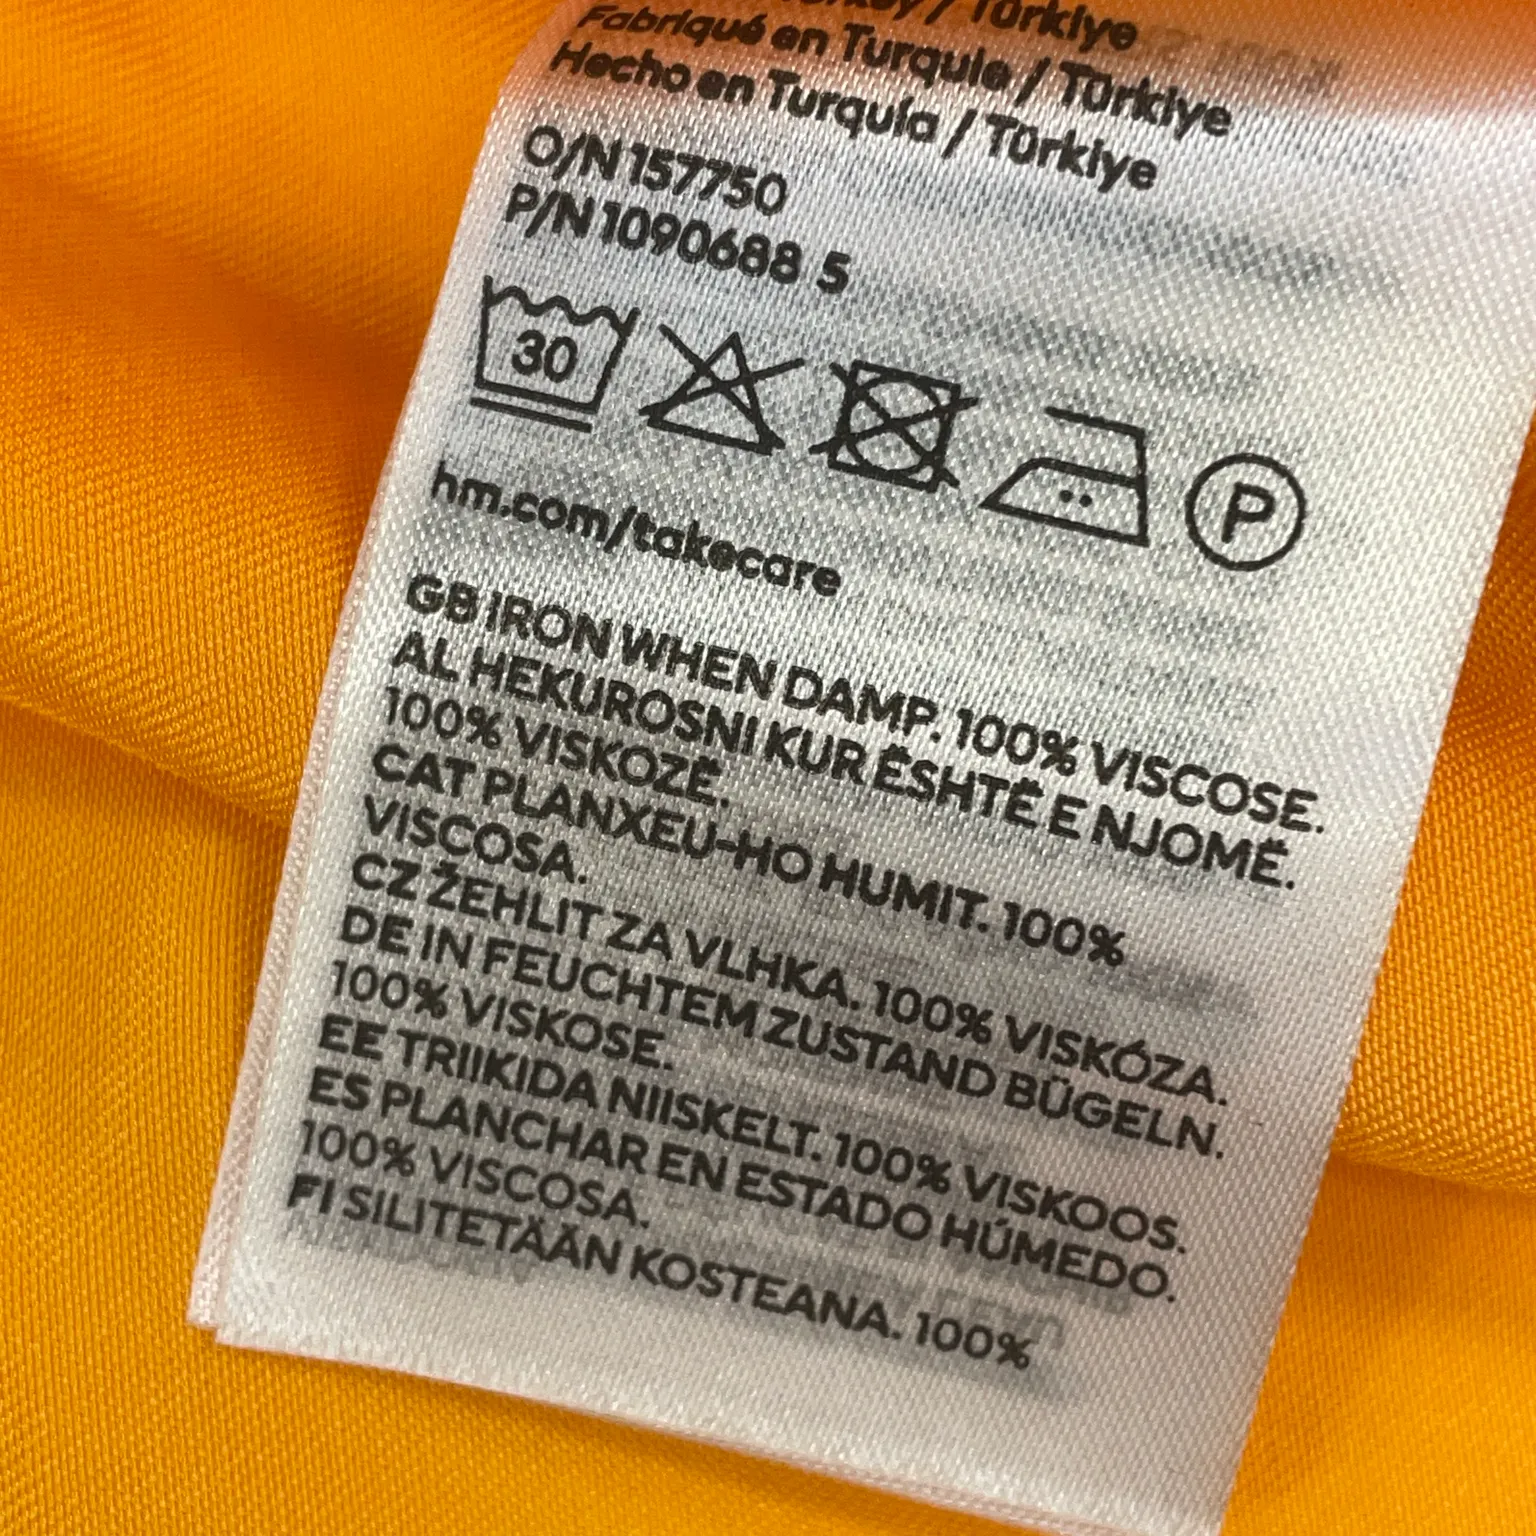 / Türkiye
Fabriqué en Turquie / Türkiye
Hecho en Turquía / Türkiye
O/N 157750
P/N 1090688 5
30
P
hm.com/takecare
GB IRON WHEN DAMP. 100% VISCOSE.
AL HEKUROSNI KUR ËSHTË E NJOMË.
100% VISKOZË.
CAT PLANXEU-HO HUMIT. 100%
VISCOSA.
CZ ŽEHLIT ZA VLHKA. 100% VISKÓZA.
DE IN FEUCHTEM ZUSTAND BÜGELN.
100% VISKOSE.
EE TRIIKIDA NIISKELT. 100% VISKOOS.
ES PLANCHAR EN ESTADO HÚMEDO.
100% VISCOSA.
FI SILITETÄÄN KOSTEANA. 100%